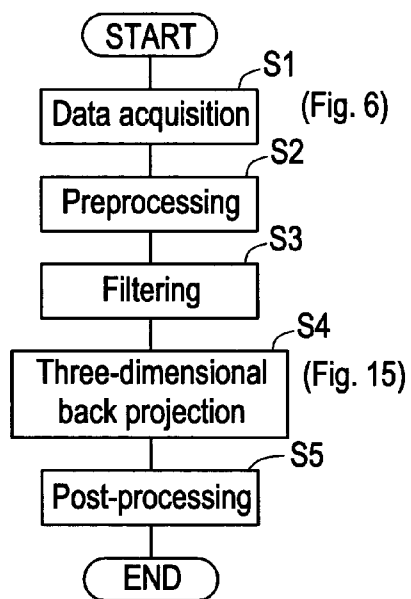 START
S1
Data acquisition
(Fig. 6)
S2
Preprocessing
S3
Filtering
S4
Three-dimensional
back projection
(Fig. 15)
S5
Post-processing
END